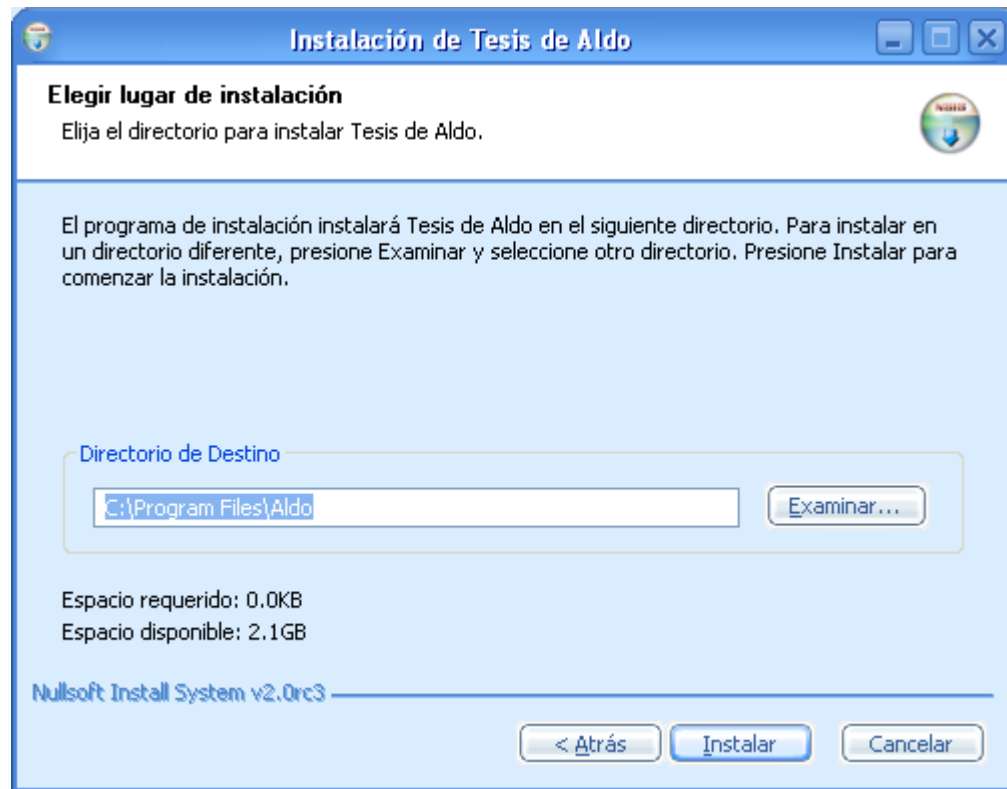 Instalación de Tesis de Aldo
Elegir lugar de instalación
Elija el directorio para instalar Tesis de Aldo.
El programa de instalación instalará Tesis de Aldo en el siguiente directorio. Para instalar en
un directorio diferente, presione Examinar y seleccione otro directorio. Presione Instalar para
comenzar la instalación.
Directorio de Destino
C:\Program Files\Aldo
Examinar...
Espacio requerido: 0.0KB
Espacio disponible: 2.1GB
Nullsoft Install System v2.0rc3
< Atrás
Instalar
Cancelar